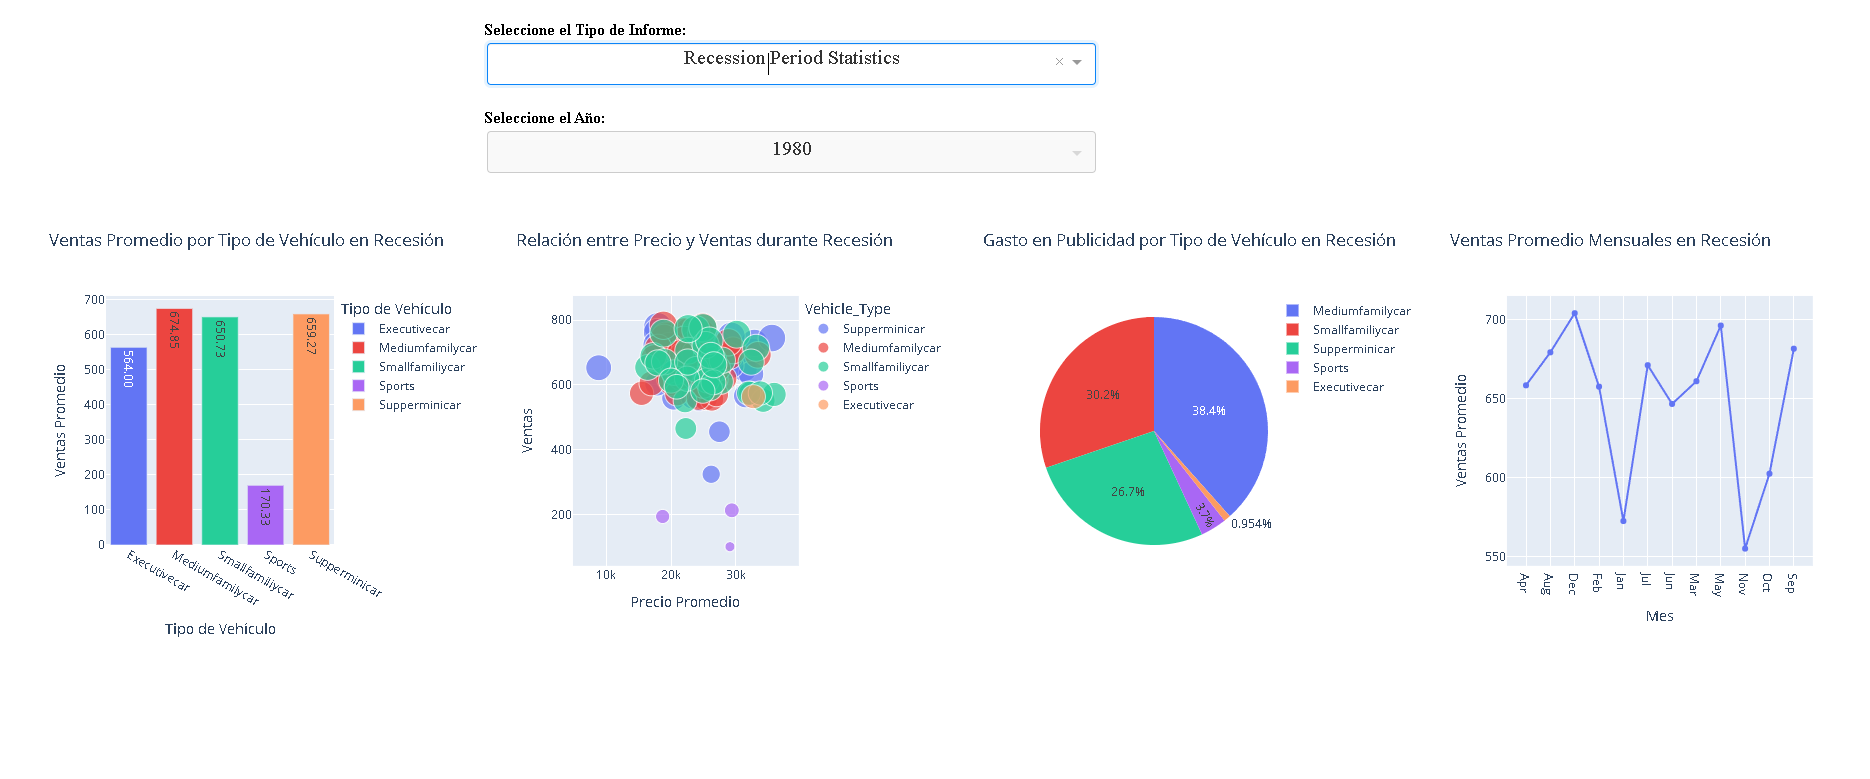 Seleccione el Tipo de Informe:
Recession Period Statistics
Seleccione el Año:
1980
Ventas Promedio por Tipo de Vehículo en Recesión
700
600
500
400
300
200
100
0
Ventas Promedio
564.00
674.85
650.73
170.33
659.27
Executivecar
Mediumfamilycar
Smallfamiliycar
Sports
Supperminicar
Tipo de Vehículo
Tipo de Vehículo
Executivecar
Mediumfamilycar
Smallfamiliycar
Sports
Supperminicar
Relación entre Precio y Ventas durante Recesión
800
600
400
200
Ventas
10k
20k
30k
Precio Promedio
Vehicle_Type
Supperminicar
Mediumfamilycar
Smallfamiliycar
Sports
Executivecar
Gasto en Publicidad por Tipo de Vehículo en Recesión
38.4%
30.2%
26.7%
3.7%
0.954%
Mediumfamilycar
Smallfamiliycar
Supperminicar
Sports
Executivecar
Ventas Promedio Mensuales en Recesión
700
650
600
550
Ventas Promedio
Apr
Aug
Dec
Feb
Jan
Jul
Jun
Mar
May
Nov
Oct
Sep
Mes